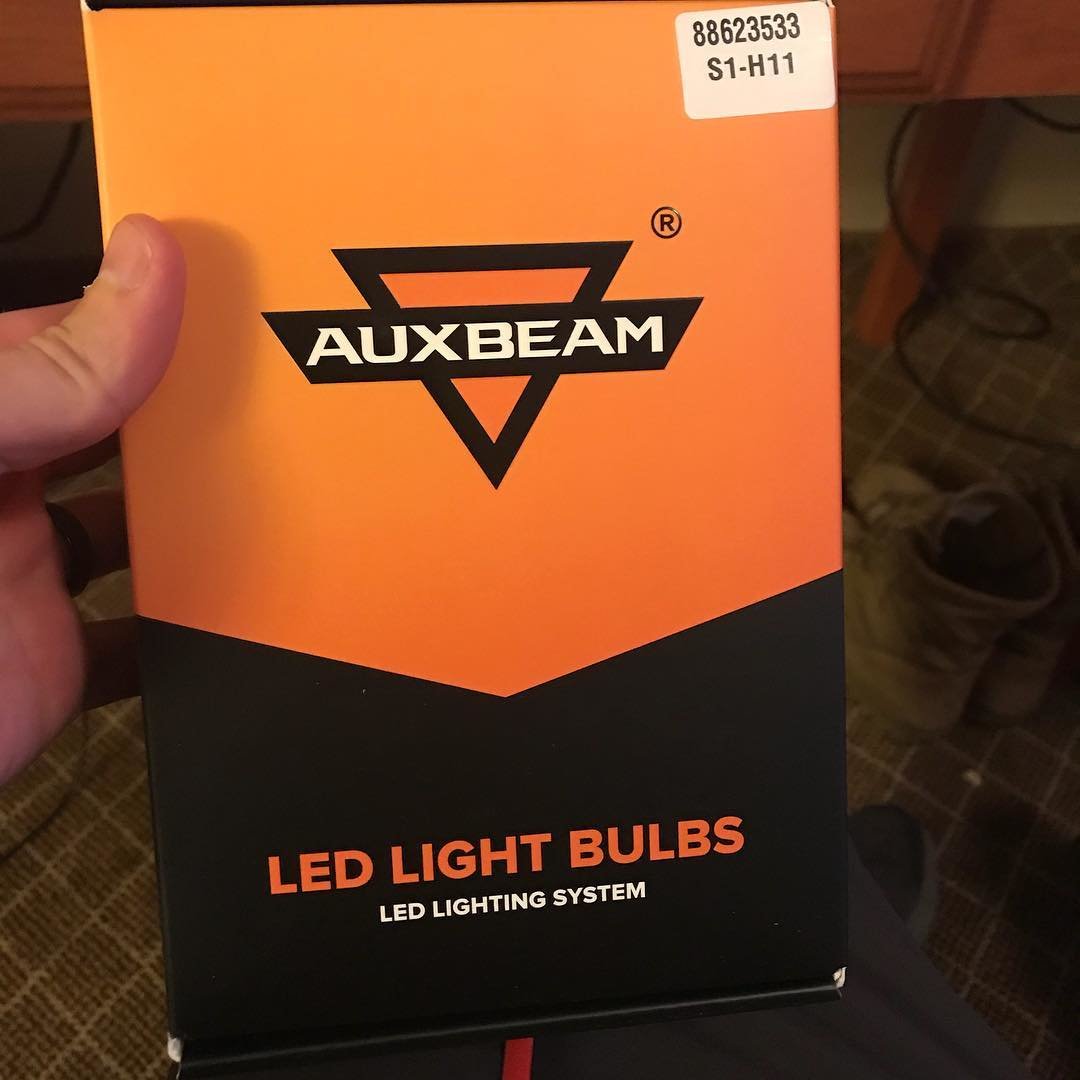 88623533
S1-H11
®
AUXBEAM
LED LIGHT BULBS
LED LIGHTING SYSTEM